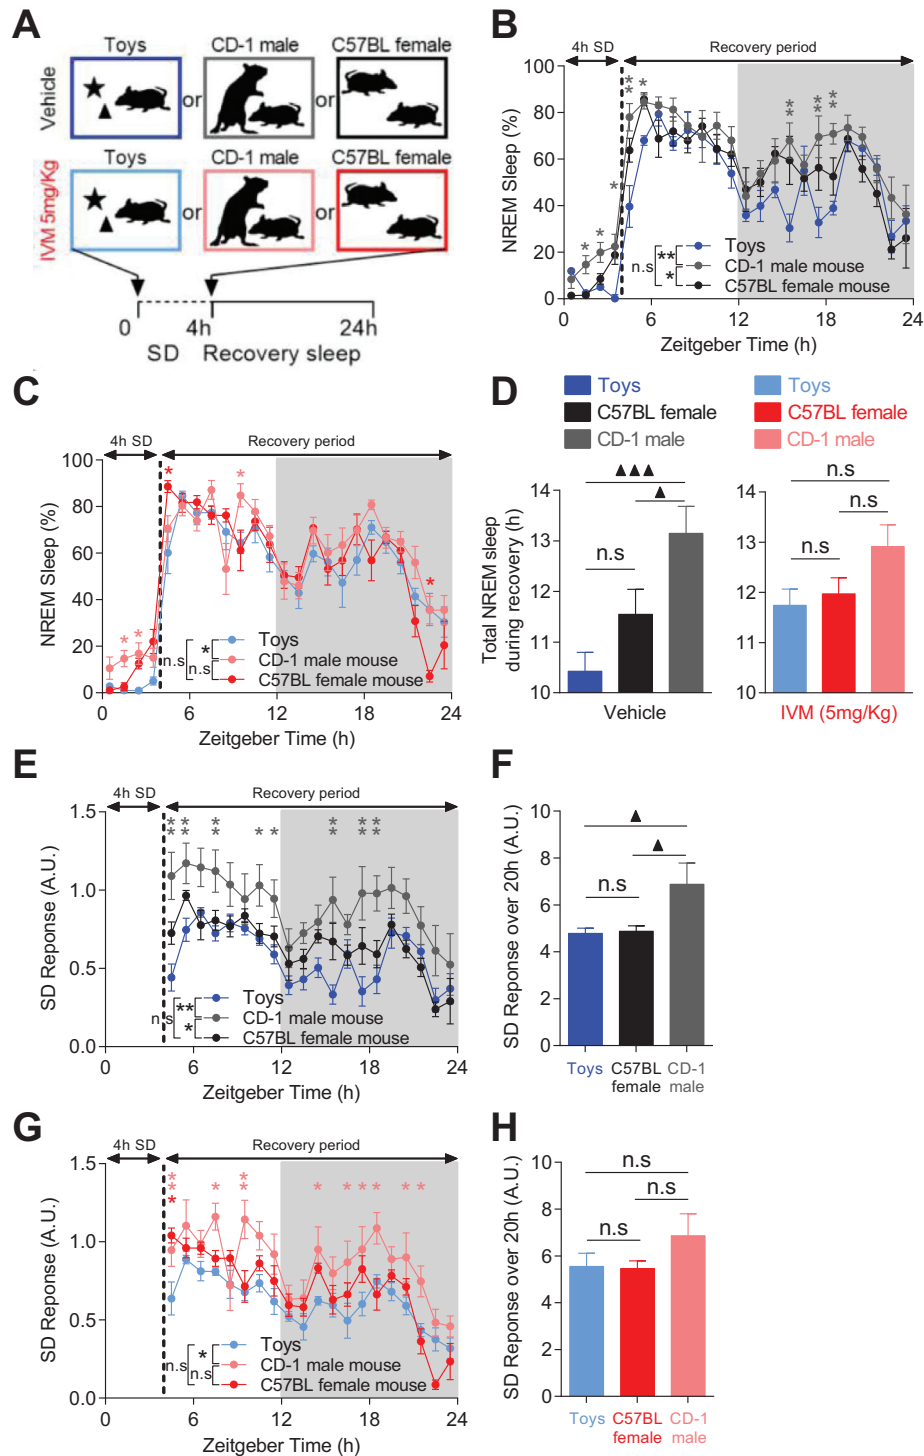 A
Toys
CD-1 male
C57BL female
Vehicle
or
or
Toys
CD-1 male
C57BL female
IVM 5mg/Kg
or
or
0
4h
24h
SD
Recovery sleep
B
4h SD
Recovery period
NREM Sleep (%)
100
80
60
40
20
0
**
*
**
**
**
*
*
*
*
n.s
**
*
Toys
CD-1 male mouse
C57BL female mouse
0
6
12
18
24
Zeitgeber Time (h)
C
4h SD
Recovery period
NREM Sleep (%)
100
80
60
40
20
0
*
*
*
*
*
n.s
*
n.s
Toys
CD-1 male mouse
C57BL female mouse
0
6
12
18
24
Zeitgeber Time (h)
D
Toys
C57BL female
CD-1 male
Toys
C57BL female
CD-1 male
Total NREM sleep
during recovery (h)
14
13
12
11
10
▲▲▲
▲
n.s
Vehicle
14
13
12
11
10
n.s
n.s
n.s
IVM (5mg/Kg)
E
4h SD
Recovery period
SD Reponse (A.U.)
1.5
1.0
0.5
0.0
** ** ** * * ** ** **
n.s
**
*
Toys
CD-1 male mouse
C57BL female mouse
0
6
12
18
24
Zeitgeber Time (h)
F
SD Reponse over 20h (A.U.)
10
8
6
4
2
0
▲
▲
n.s
Toys
C57BL
female
CD-1
male
G
4h SD
Recovery period
SD Reponse (A.U.)
1.5
1.0
0.5
0.0
** * ** * * * * * *
*
n.s
*
n.s
Toys
CD-1 male mouse
C57BL female mouse
0
6
12
18
24
Zeitgeber Time (h)
H
SD Reponse over 20h (A.U.)
10
8
6
4
2
0
n.s
n.s
n.s
Toys
C57BL
female
CD-1
male